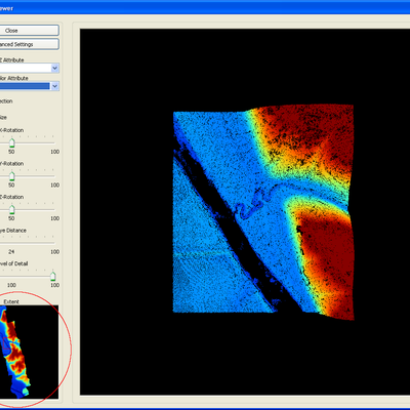 ewer
Close
anced Settings
Z Attribute
lor Attribute
ection
ize
X-Rotation
50 100
Y-Rotation
50 100
Z-Rotation
50 100
ye Distance
24 100
evel of Detail
100 100
Extent